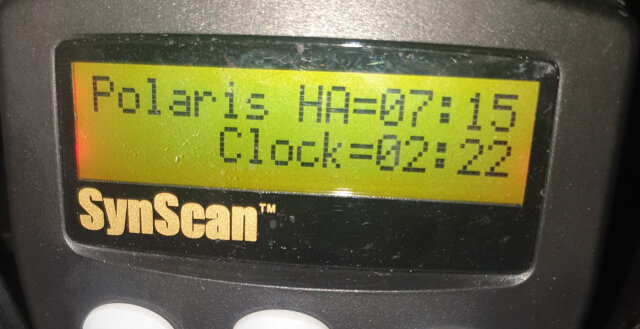 Polaris HA=07:15
Clock=02:22
SynScan™